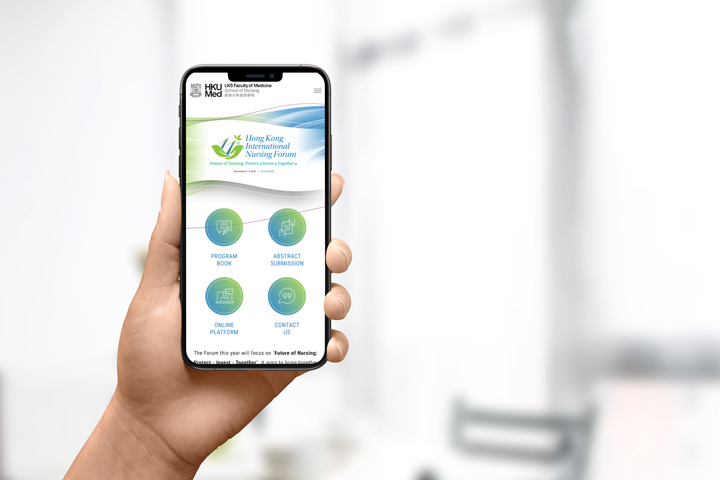 HKU
Med
LKS Faculty of Medicine
School of Nursing
香港大學護理學院
Hong Kong
International
Nursing Forum
Future of Nursing: Protect • Invest • Together
PROGRAM
BOOK
ABSTRACT
SUBMISSION
ONLINE
PLATFORM
CONTACT
US
The Forum this year will focus on "Future of Nursing:
Protect - Invest - Together". It aims to bring together